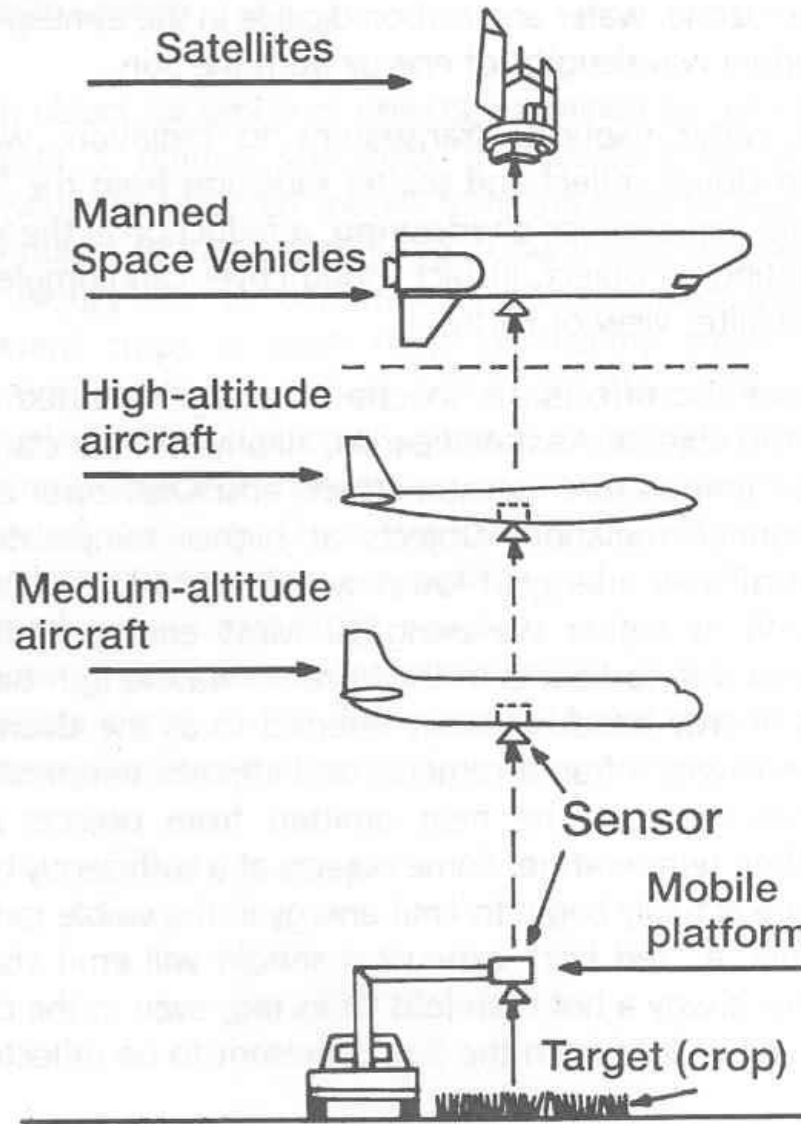 Satellites
Manned
Space Vehicles
High-altitude
aircraft
Medium-altitude
aircraft
Sensor
Mobile
platform
Target (crop)